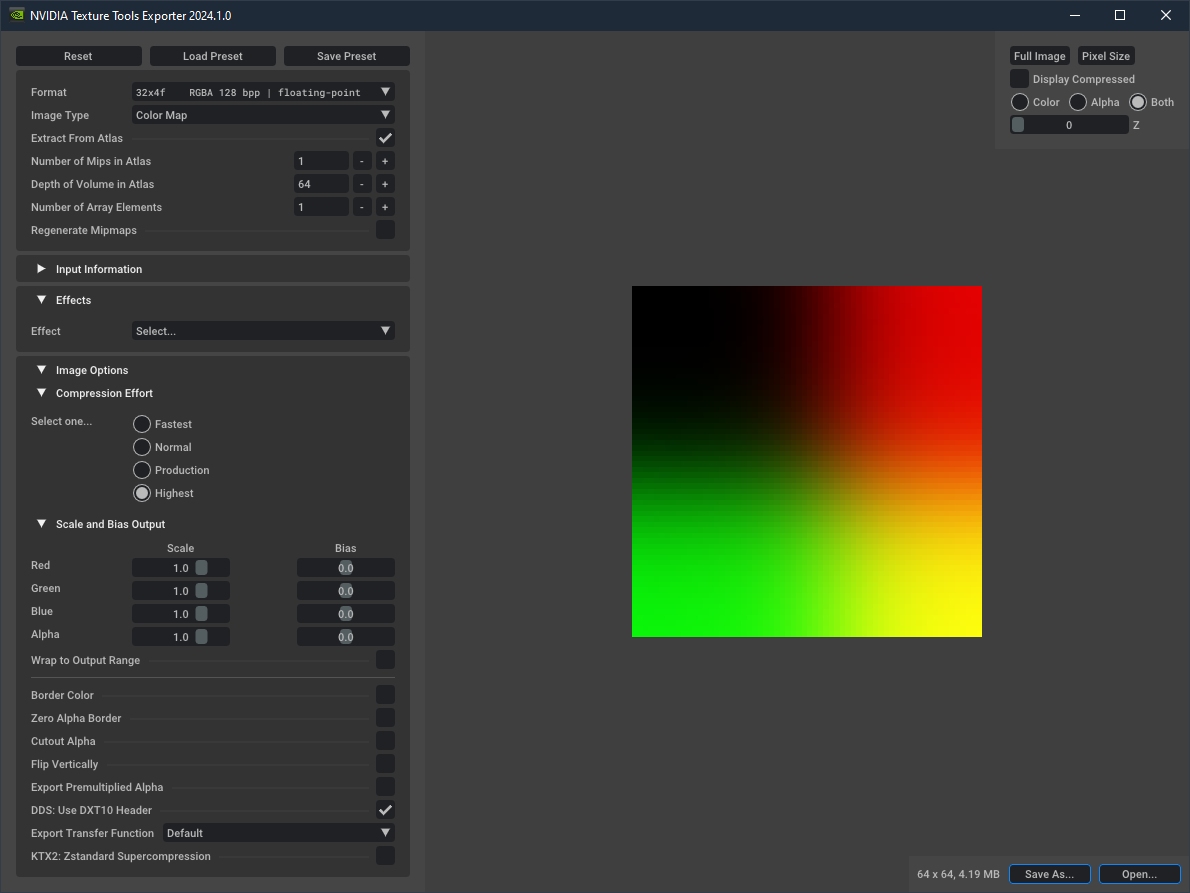 NVIDIA Texture Tools Exporter 2024.1.0
Reset Load Preset Save Preset
Format 32x4f RGBA 128 bpp | floating-point
Image Type Color Map
Extract From Atlas
Number of Mips in Atlas 1 - +
Depth of Volume in Atlas 64 - +
Number of Array Elements 1 - +
Regenerate Mipmaps
Input Information
Effects
Effect Select...
Image Options
Compression Effort
Select one... Fastest
Normal
Production
Highest
Scale and Bias Output
Scale Bias
Red 1.0 0.0
Green 1.0 0.0
Blue 1.0 0.0
Alpha 1.0 0.0
Wrap to Output Range
Border Color
Zero Alpha Border
Cutout Alpha
Flip Vertically
Export Premultiplied Alpha
DDS: Use DXT10 Header
Export Transfer Function Default
KTX2: Zstandard Supercompression
Full Image Pixel Size
Display Compressed
Color Alpha Both
0 Z
64 x 64, 4.19 MB Save As... Open...